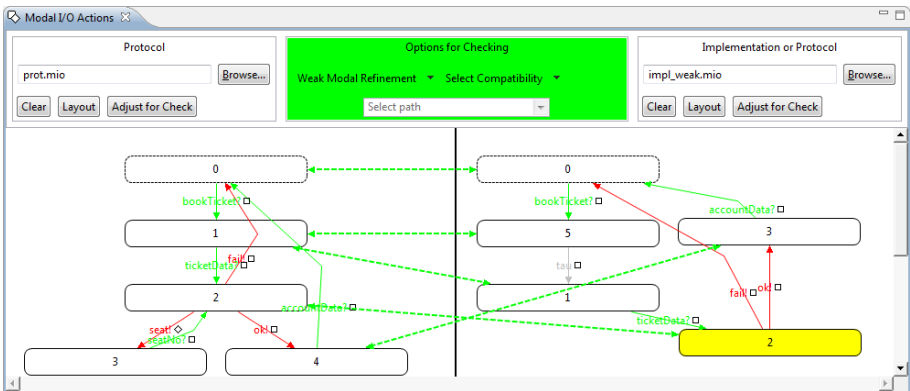 Modal I/O Actions
Protocol
Options for Checking
Implementation or Protocol
prot.mio
Browse...
Weak Modal Refinement
Select Compatibility
impl_weak.mio
Browse...
Clear
Layout
Adjust for Check
Select path
Clear
Layout
Adjust for Check
0
0
bookTicket?
bookTicket?
accountData?
1
5
3
fail!
ticketData?
tau
2
1
fail!
ok!
accountData?
ticketData?
seat!
ok!
seatNo?
2
3
4